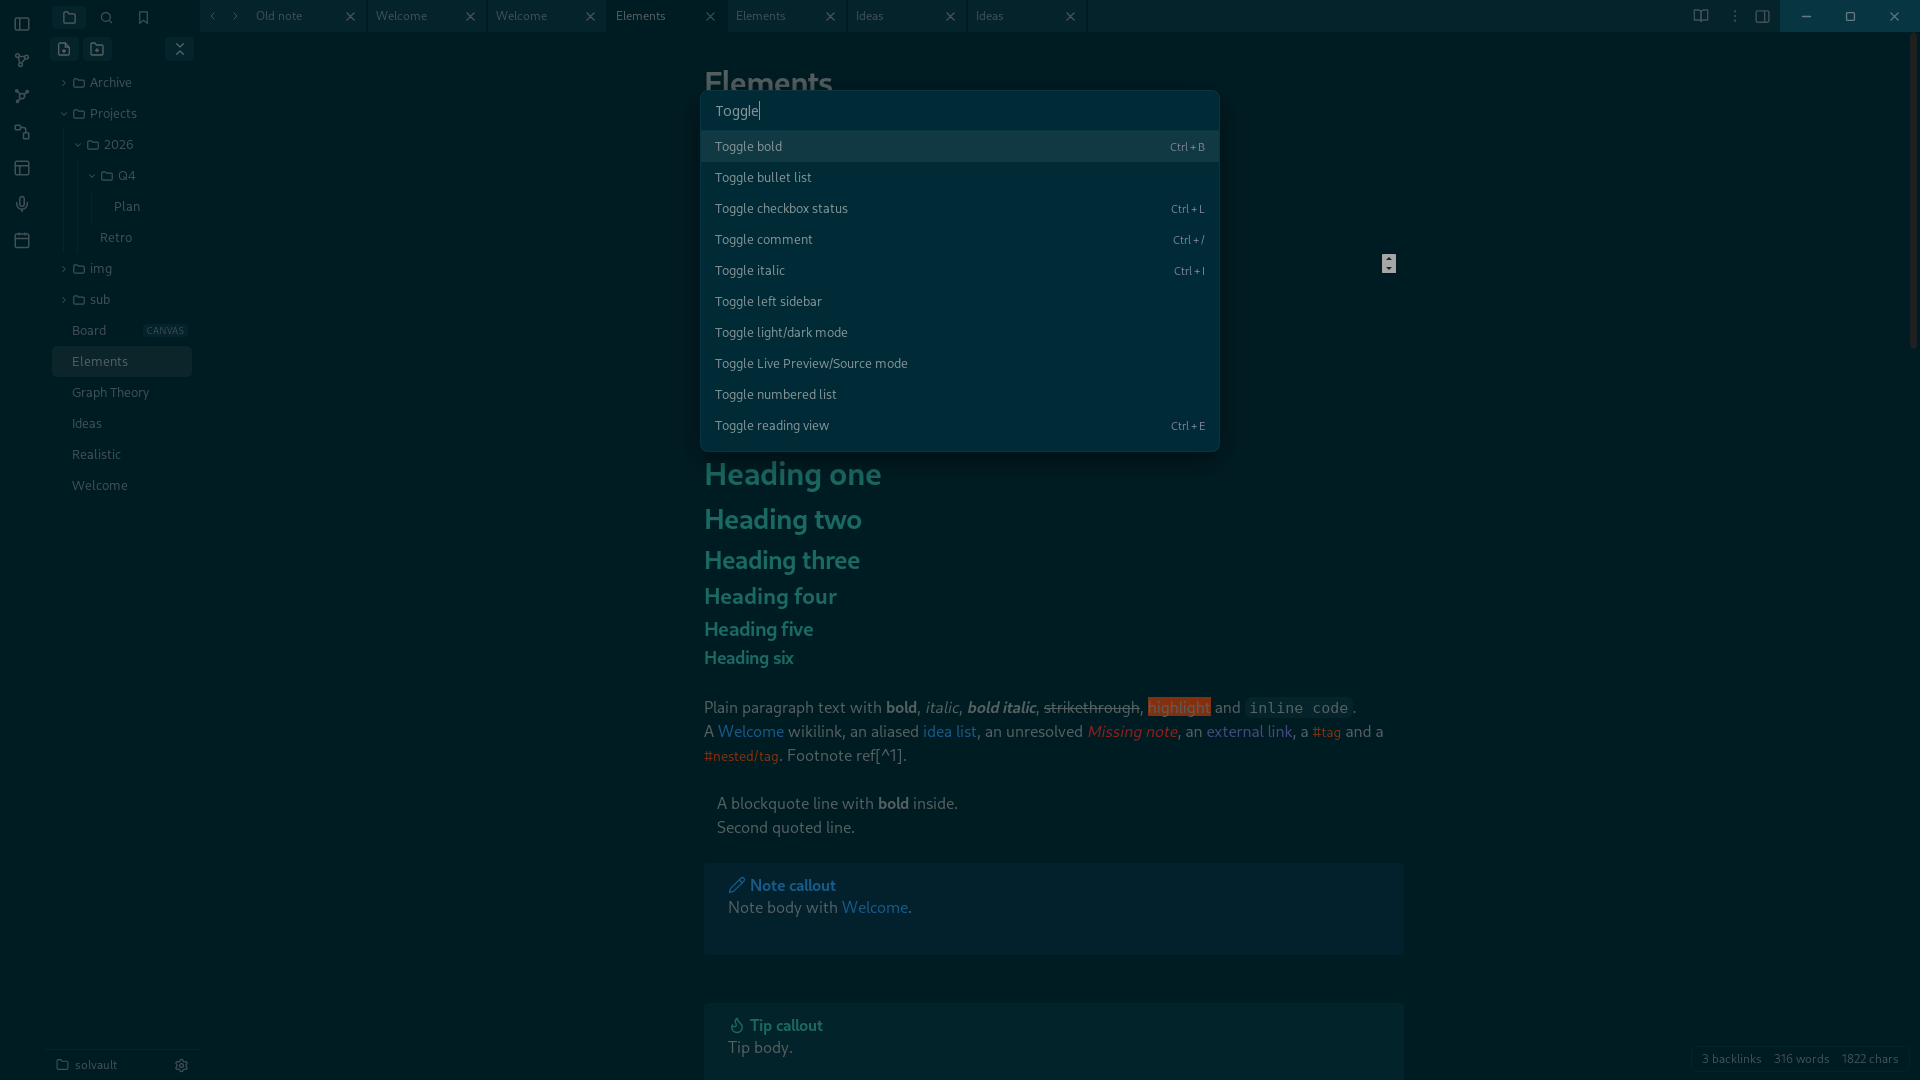 Old note
Welcome
Welcome
Elements
Elements
Ideas
Ideas
Archive
Projects
2026
Q4
Plan
Retro
img
sub
Board
CANVAS
Elements
Graph Theory
Ideas
Realistic
Welcome
solvault
Elements
Toggle
Toggle bold Ctrl+B
Toggle bullet list
Toggle checkbox status Ctrl+L
Toggle comment Ctrl+/
Toggle italic Ctrl+I
Toggle left sidebar
Toggle light/dark mode
Toggle Live Preview/Source mode
Toggle numbered list
Toggle reading view Ctrl+E
Heading one
Heading two
Heading three
Heading four
Heading five
Heading six
Plain paragraph text with bold, italic, bold italic, strikethrough, highlight and inline code.
A Welcome wikilink, an aliased idea list, an unresolved Missing note, an external link, a #tag and a
#nested/tag. Footnote ref[^1].
A blockquote line with bold inside.
Second quoted line.
Note callout
Note body with Welcome.
Tip callout
Tip body.
3 backlinks 316 words 1822 chars